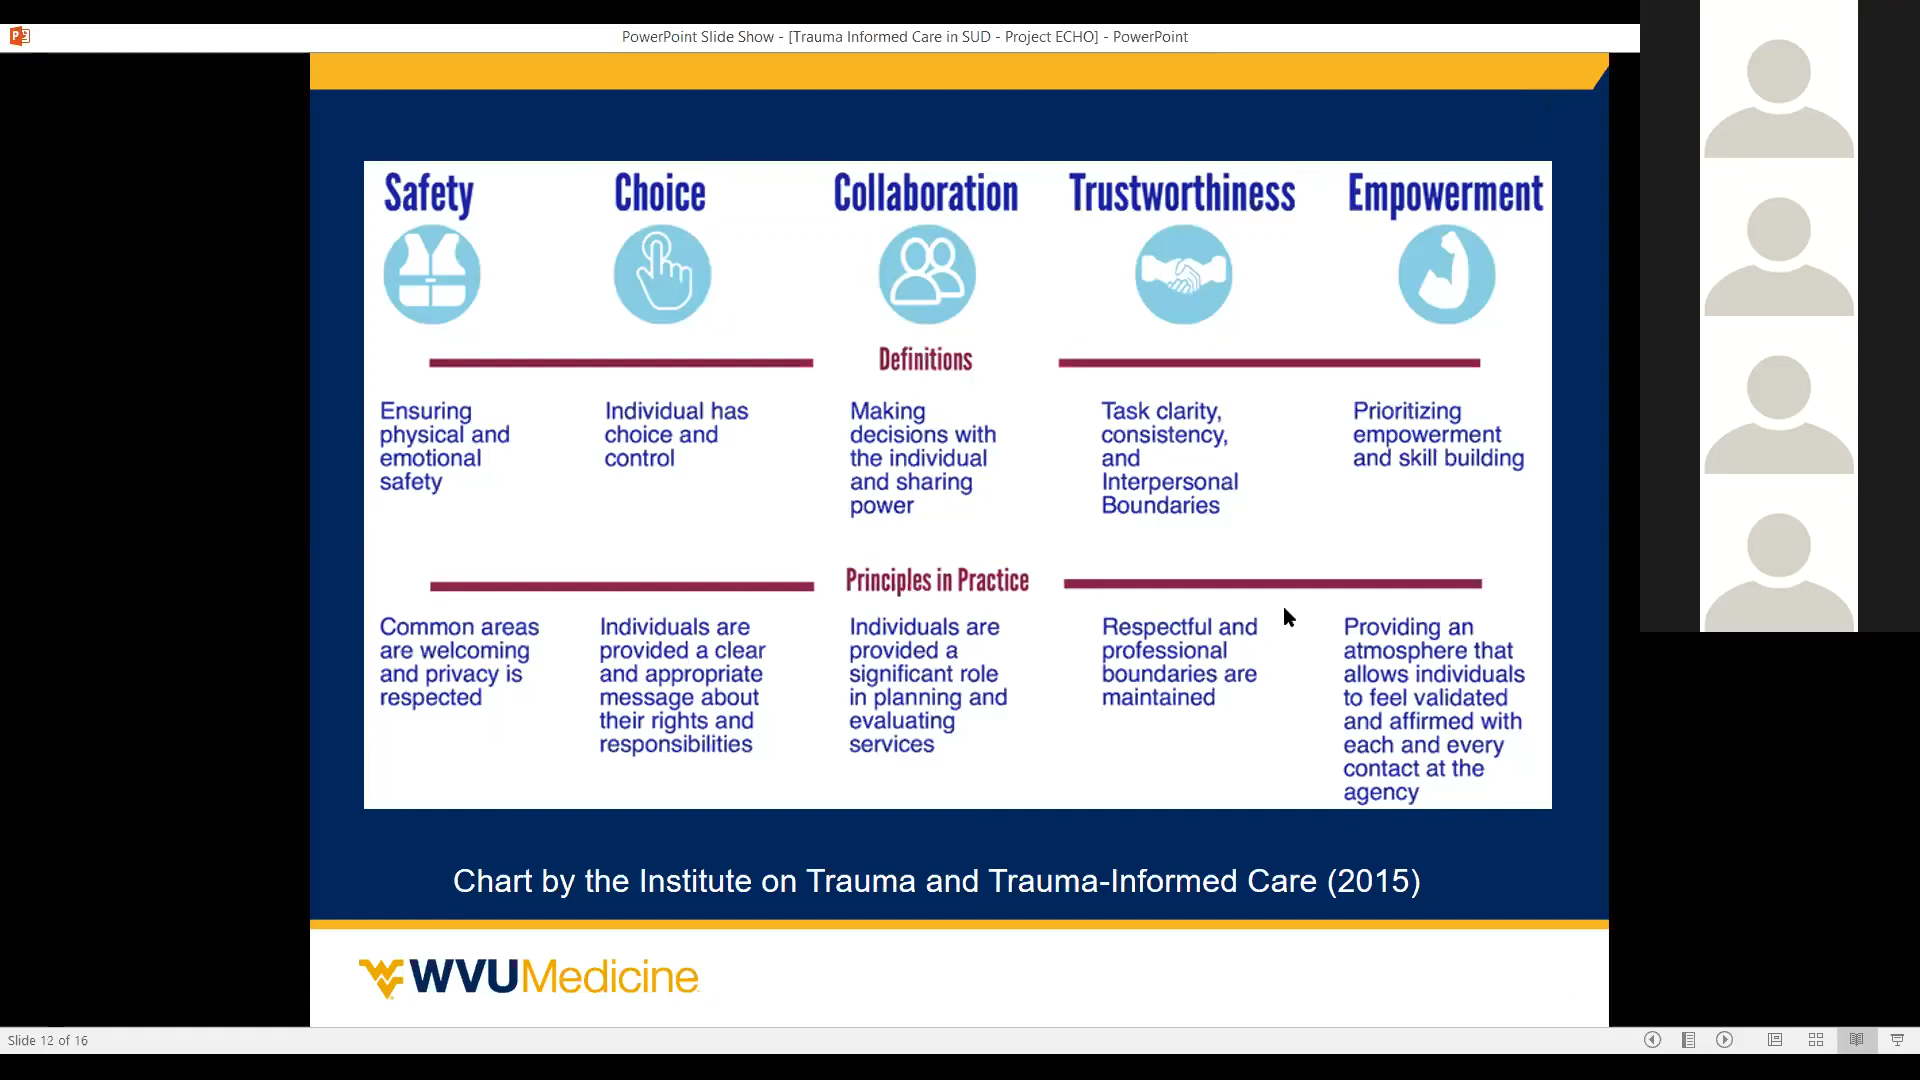 PowerPoint Slide Show - [Trauma Informed Care in SUD - Project ECHO] - PowerPoint
Safety
Choice
Collaboration
Trustworthiness
Empowerment
Definitions
Ensuring
physical and
emotional
safety
Individual has
choice and
control
Making
decisions with
the individual
and sharing
power
Task clarity,
consistency,
and
Interpersonal
Boundaries
Prioritizing
empowerment
and skill building
Principles in Practice
Common areas
are welcoming
and privacy is
respected
Individuals are
provided a clear
and appropriate
message about
their rights and
responsibilities
Individuals are
provided a
significant role
in planning and
evaluating
services
Respectful and
professional
boundaries are
maintained
Providing an
atmosphere that
allows individuals
to feel validated
and affirmed with
each and every
contact at the
agency
Chart by the Institute on Trauma and Trauma-Informed Care (2015)
WVUMedicine
Slide 12 of 16